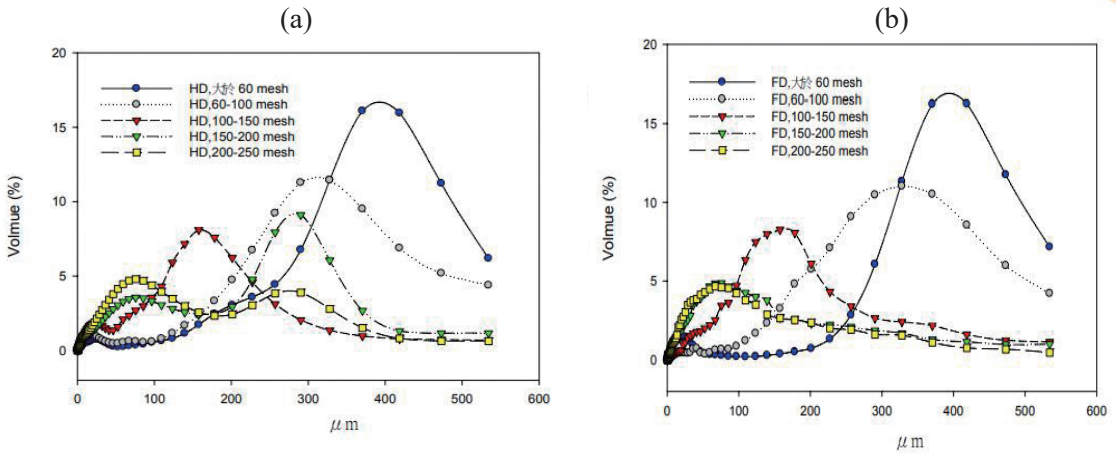 (a)
20
15
10
5
0
Volmue (%)
HD,大於 60 mesh
HD,60-100 mesh
HD,100-150 mesh
HD,150-200 mesh
HD,200-250 mesh
0 100 200 300 400 500 600
μm
(b)
20
15
10
5
0
Volmue (%)
FD,大於 60 mesh
FD,60-100 mesh
FD,100-150 mesh
FD,150-200 mesh
FD,200-250 mesh
0 100 200 300 400 500 600
μm